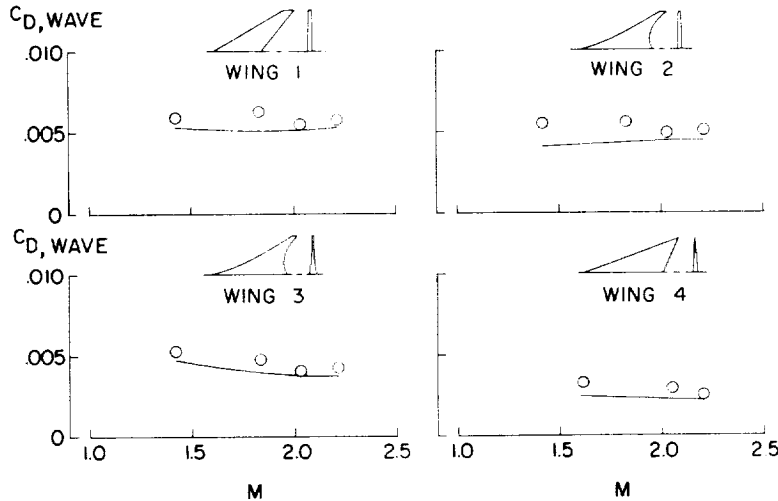 C_D, WAVE
.010
WING 1
WING 2
.005
0
C_D, WAVE
.010
WING 3
WING 4
.005
0
1.0 1.5 2.0 2.5 1.0 1.5 2.0 2.5
M M